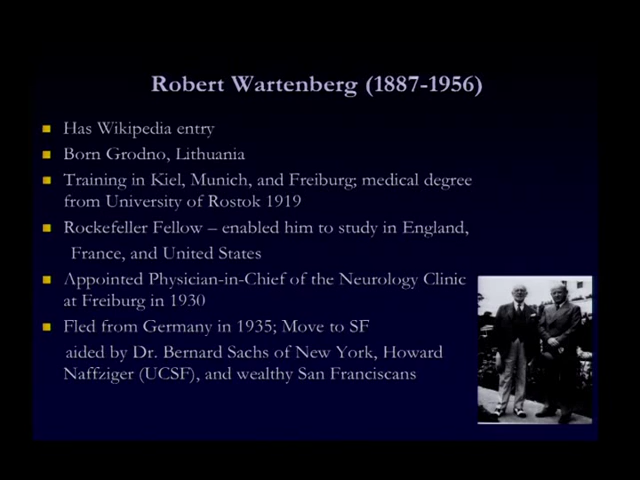 Robert Wartenberg (1887-1956)
Has Wikipedia entry
Born Grodno, Lithuania
Training in Kiel, Munich, and Freiburg; medical degree
from University of Rostok 1919
Rockefeller Fellow – enabled him to study in England,
France, and United States
Appointed Physician-in-Chief of the Neurology Clinic
at Freiburg in 1930
Fled from Germany in 1935; Move to SF
aided by Dr. Bernard Sachs of New York, Howard
Naffziger (UCSF), and wealthy San Franciscans